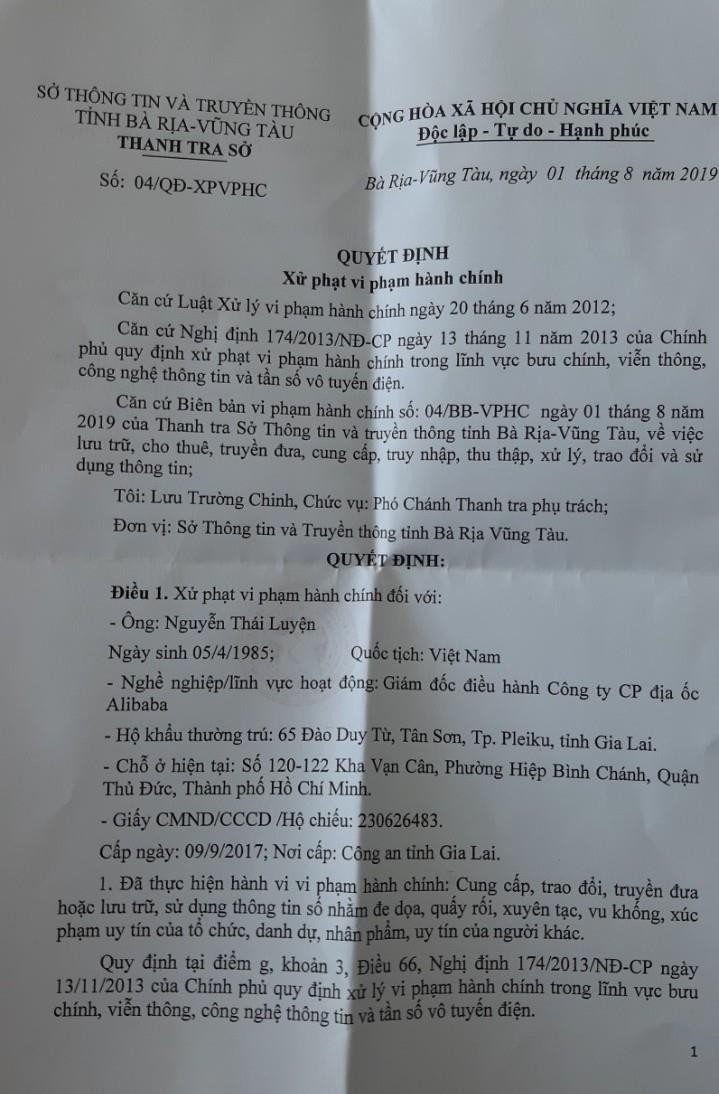 SỞ THÔNG TIN VÀ TRUYỀN THÔNG
TỈNH BÀ RỊA-VŨNG TÀU
THANH TRA SỞ
Số: 04/QĐ-XPVPHC
CỘNG HÒA XÃ HỘI CHỦ NGHĨA VIỆT NAM
Độc lập - Tự do - Hạnh phúc
Bà Rịa-Vũng Tàu, ngày 01 tháng 8 năm 2019
QUYẾT ĐỊNH
Xử phạt vi phạm hành chính
Căn cứ Luật Xử lý vi phạm hành chính ngày 20 tháng 6 năm 2012;
Căn cứ Nghị định 174/2013/NĐ-CP ngày 13 tháng 11 năm 2013 của Chính
phủ quy định xử phạt vi phạm hành chính trong lĩnh vực bưu chính, viễn thông,
công nghệ thông tin và tần số vô tuyến điện.
Căn cứ Biên bản vi phạm hành chính số: 04/BB-VPHC ngày 01 tháng 8 năm
2019 của Thanh tra Sở Thông tin và truyền thông tỉnh Bà Rịa-Vũng Tàu, về việc
lưu trữ, cho thuê, truyền đưa, cung cấp, truy nhập, thu thập, xử lý, trao đổi và sử
dụng thông tin;
Tôi: Lưu Trường Chinh, Chức vụ: Phó Chánh Thanh tra phụ trách;
Đơn vị: Sở Thông tin và Truyền thông tỉnh Bà Rịa Vũng Tàu.
QUYẾT ĐỊNH:
Điều 1. Xử phạt vi phạm hành chính đối với:
- Ông: Nguyễn Thái Luyện
Ngày sinh 05/4/1985; Quốc tịch: Việt Nam
- Nghề nghiệp/lĩnh vực hoạt động: Giám đốc điều hành Công ty CP địa ốc
Alibaba
- Hộ khẩu thường trú: 65 Đào Duy Từ, Tân Sơn, Tp. Pleiku, tỉnh Gia Lai.
- Chỗ ở hiện tại: Số 120-122 Kha Vạn Cân, Phường Hiệp Bình Chánh, Quận
Thủ Đức, Thành phố Hồ Chí Minh.
- Giấy CMND/CCCD /Hộ chiếu: 230626483.
Cấp ngày: 09/9/2017; Nơi cấp: Công an tỉnh Gia Lai.
1. Đã thực hiện hành vi vi phạm hành chính: Cung cấp, trao đổi, truyền đưa
hoặc lưu trữ, sử dụng thông tin số nhằm đe dọa, quấy rối, xuyên tạc, vu khống, xúc
phạm uy tín của tổ chức, danh dự, nhân phẩm, uy tín của người khác.
Quy định tại điểm g, khoản 3, Điều 66, Nghị định 174/2013/NĐ-CP ngày
13/11/2013 của Chính phủ quy định xử lý vi phạm hành chính trong lĩnh vực bưu
chính, viễn thông, công nghệ thông tin và tần số vô tuyến điện.
1